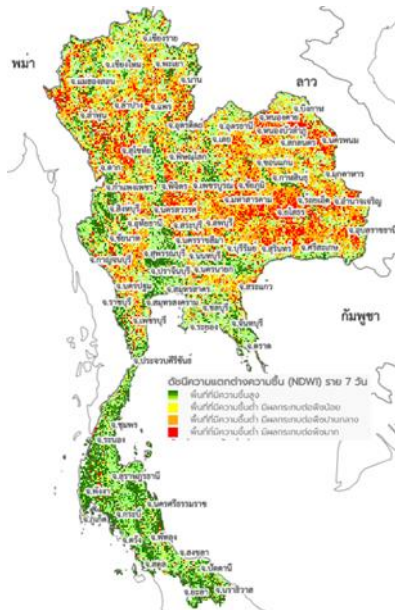 จ.เชียงราย
พม่า
จ.เชียงใหม่
จ.พะเยา
ลาว
จ.แม่ฮ่องสอน
จ.น่าน
จ.ลำปาง
จ.แพร่
จ.บึงกาฬ
จ.ลำพูน
จ.อุตรดิตถ์
จ.อุดรธานี
จ.หนองคาย
จ.หนองบัวลำภู
จ.เลย
จ.สกลนคร
จ.นครพนม
จ.สุโขทัย
จ.พิษณุโลก
จ.ขอนแก่น
จ.มุกดาหาร
จ.ตาก
จ.กาฬสินธุ์
จ.กำแพงเพชร
จ.พิจิตร
จ.เพชรบูรณ์
จ.ชัยภูมิ
จ.มหาสารคาม
จ.ร้อยเอ็ด
จ.อำนาจเจริญ
จ.สิงห์บุรี
จ.นครสวรรค์
จ.ยโสธร
จ.อุทัยธานี
จ.สระบุรี
จ.ลพบุรี
จ.อุบลราชธานี
จ.ชัยนาท
จ.นครราชสีมา
จ.บุรีรัมย์
จ.สุรินทร์
จ.ศรีสะเกษ
จ.กาญจนบุรี
จ.สุพรรณบุรี
จ.นนทบุรี
จ.ปราจีนบุรี
จ.นครนายก
จ.นครปฐม
จ.สมุทรสาคร
จ.สระแก้ว
จ.ราชบุรี
จ.สมุทรสงคราม
จ.ชลบุรี
กัมพูชา
จ.เพชรบุรี
จ.ระยอง
จ.จันทบุรี
จ.ตราด
จ.ประจวบคีรีขันธ์
ดัชนีความแตกต่างความชื้น (NDWI) ราย 7 วัน
พื้นที่ที่มีความชื้นสูง
พื้นที่ที่มีความชื้นต่ำ มีผลกระทบต่อพืชน้อย
พื้นที่ที่มีความชื้นต่ำ มีผลกระทบต่อพืชปานกลาง
พื้นที่ที่มีความชื้นต่ำ มีผลกระทบต่อพืชมาก
จ.ชุมพร
จ.ระนอง
จ.สุราษฎร์ธานี
จ.พังงา
จ.นครศรีธรรมราช
จ.ภูเก็ต
จ.กระบี่
จ.ตรัง
จ.พัทลุง
จ.สงขลา
จ.สตูล
จ.ปัตตานี
จ.ยะลา
จ.นราธิวาส